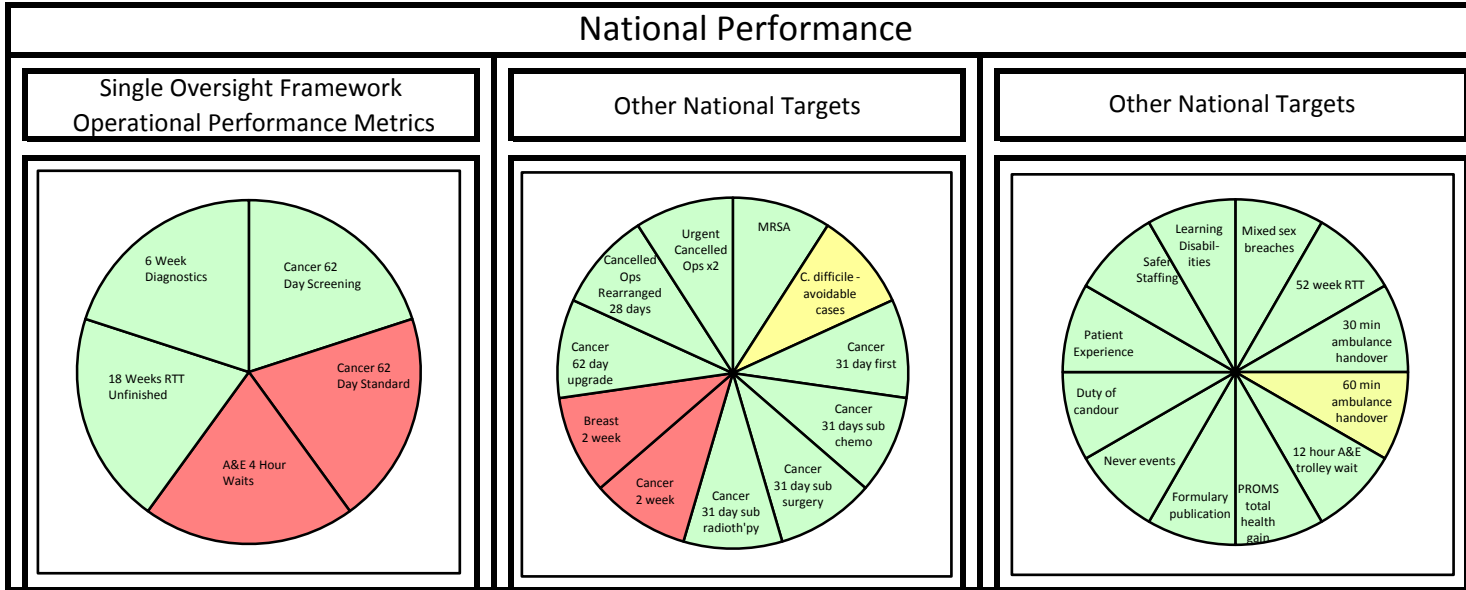 National Performance
Single Oversight Framework
Operational Performance Metrics
6 Week
Diagnostics
Cancer 62
Day Screening
18 Weeks RTT
Unfinished
Cancer 62
Day Standard
A&E 4 Hour
Waits
Other National Targets
Urgent
Cancelled
Ops x2
MRSA
Cancelled
Ops
Rearranged
28 days
C. difficile -
avoidable
cases
Cancer
62 day
upgrade
Cancer
31 day first
Breast
2 week
Cancer
31 days sub
chemo
Cancer
2 week
Cancer
31 day sub
radioth'py
Cancer
31 day sub
surgery
Other National Targets
Learning
Disabil-
ities
Mixed sex
breaches
Safer
Staffing
52 week RTT
Patient
Experience
30 min
ambulance
handover
Duty of
candour
60 min
ambulance
handover
Never events
12 hour A&E
trolley wait
Formulary
publication
PROMS
total
health
gain